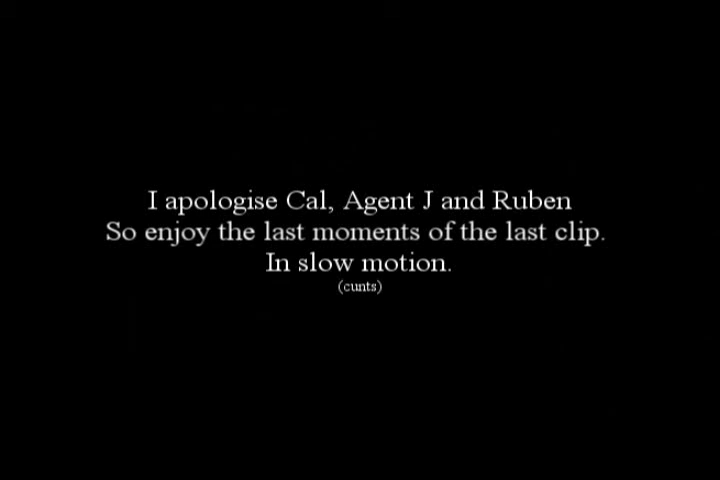 I apologise Cal, Agent J and Ruben
So enjoy the last moments of the last clip.
In slow motion.
(cunts)